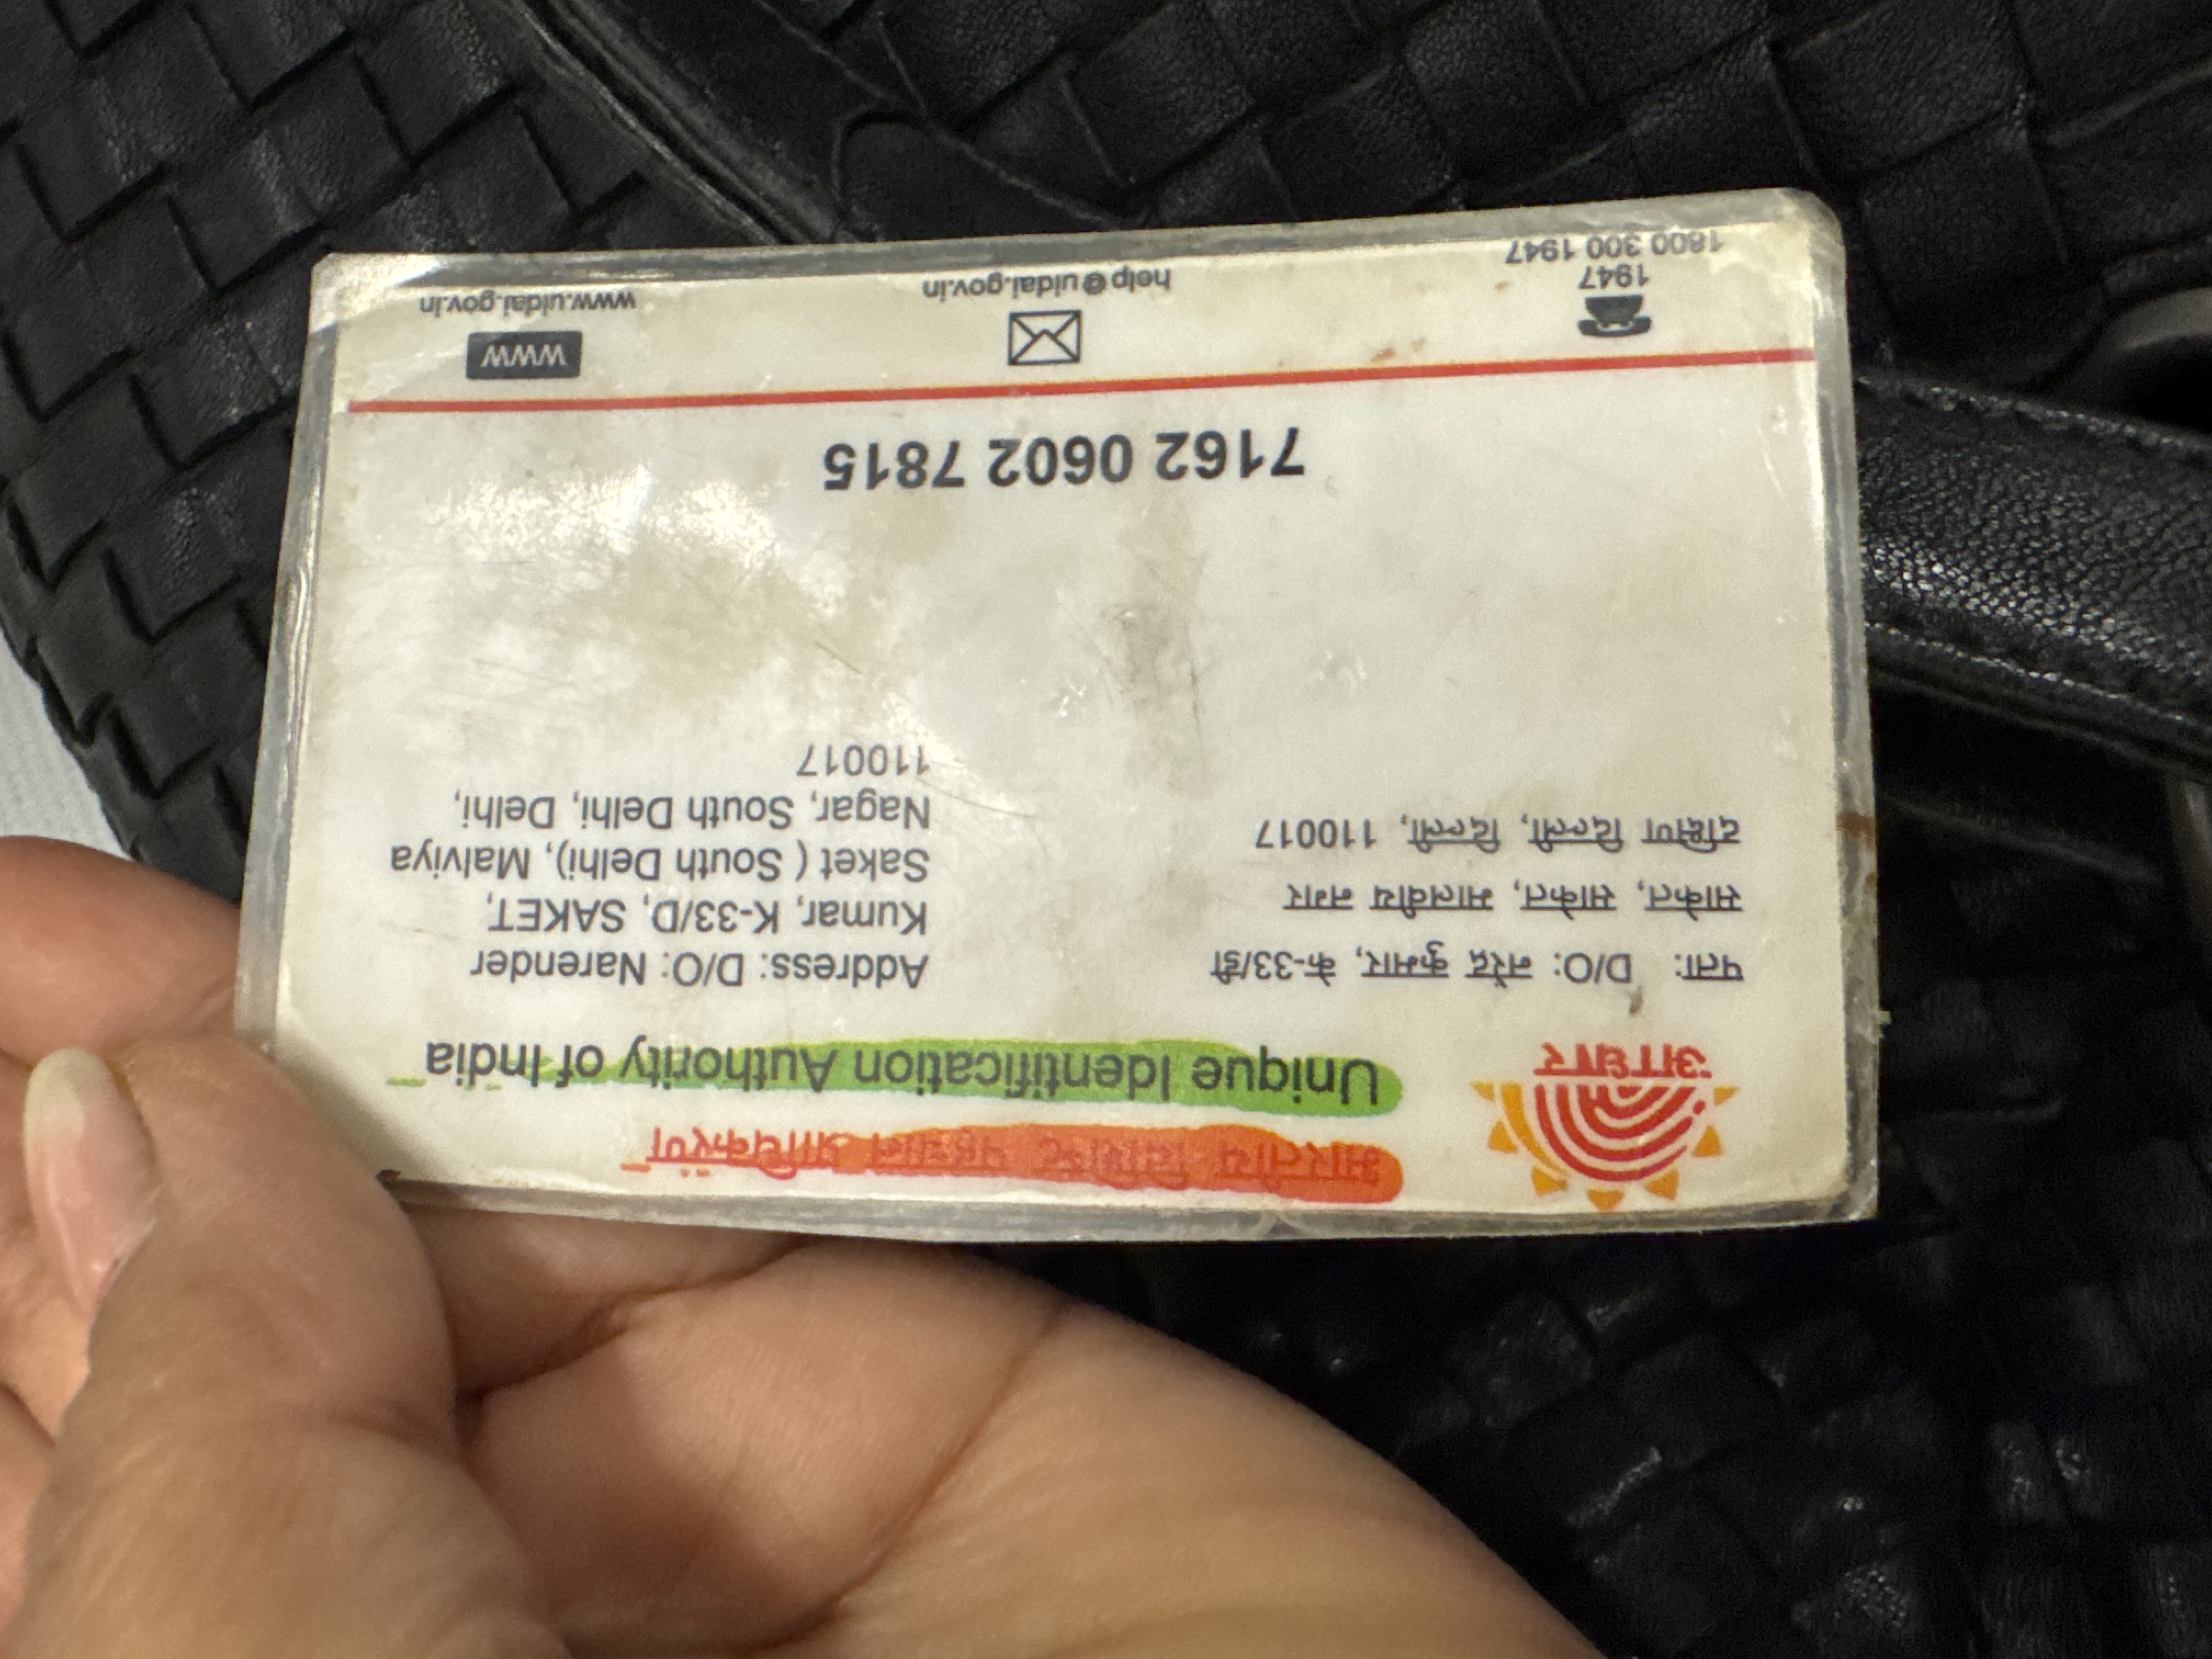 भारतीय विशिष्ट पहचान प्राधिकरण
Unique Identification Authority of India
आधार
पता: D/O: नरेंद्र कुमार, के-33/डी
साकेत, साकेत, मालवीय नगर
दक्षिण दिल्ली, दिल्ली, 110017
Address: D/O: Narender
Kumar, K-33/D, SAKET,
Saket ( South Delhi), Malviya
Nagar, South Delhi, Delhi,
110017
7162 0602 7815
1947
1800 300 1947
help@uidai.gov.in
WWW
www.uidai.gov.in